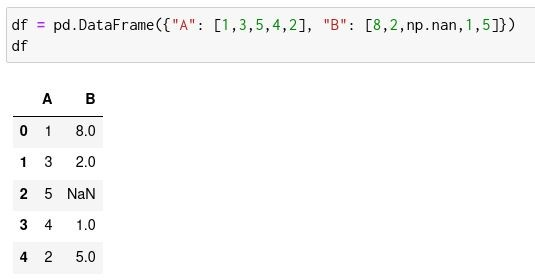 df = pd.DataFrame({"A": [1,3,5,4,2], "B": [8,2,np.nan,1,5]})
df
A B
0 1 8.0
1 3 2.0
2 5 NaN
3 4 1.0
4 2 5.0